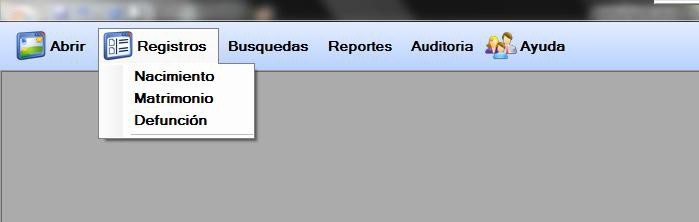 Abrir Registros Busquedas Reportes Auditoria Ayuda
Nacimiento
Matrimonio
Defunción